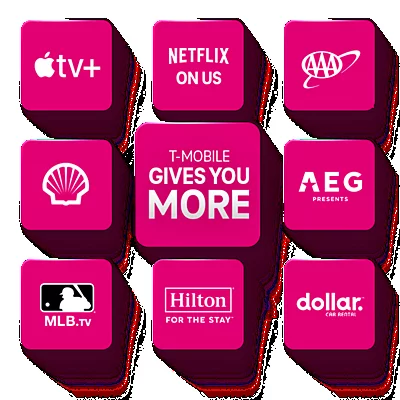 tv+
NETFLIX
ON US
AAA
T-MOBILE
GIVES YOU
MORE
AEG
PRESENTS
MLB.TV
Hilton
FOR THE STAY
dollar.
CAR RENTAL